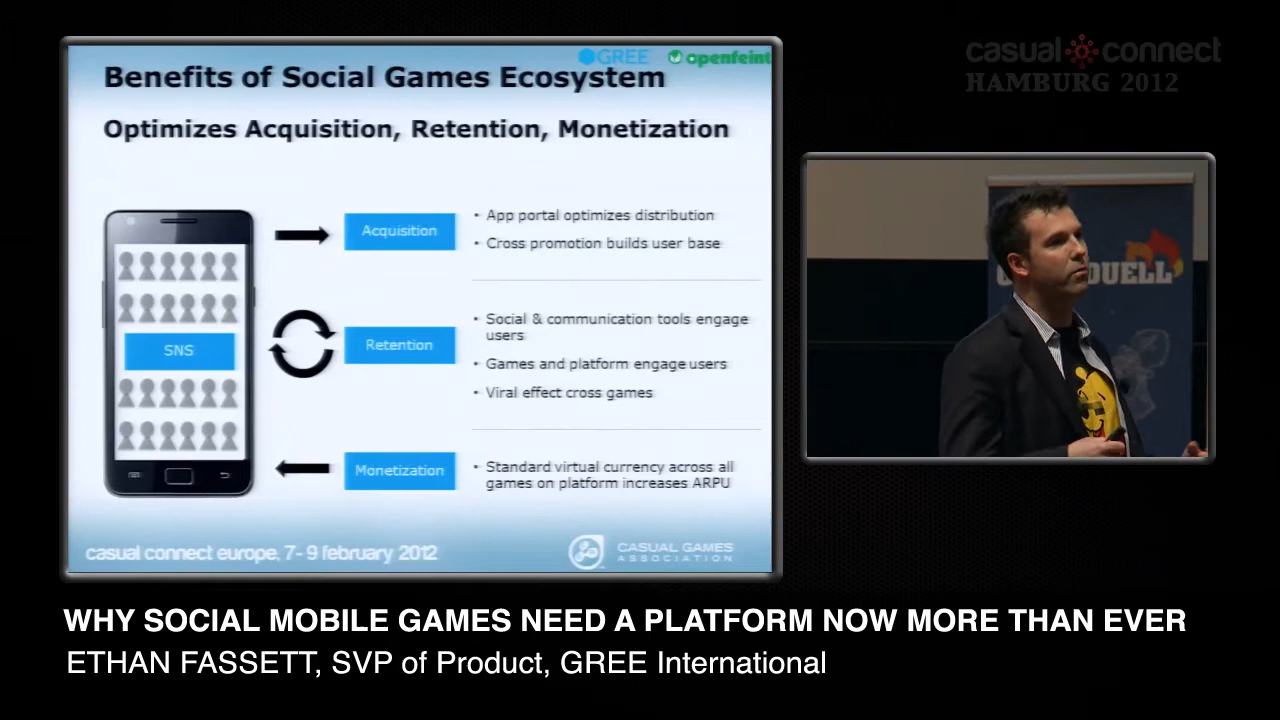 GREE openfeint
Benefits of Social Games Ecosystem
Optimizes Acquisition, Retention, Monetization
SNS
Acquisition
• App portal optimizes distribution
• Cross promotion builds user base
Retention
• Social & communication tools engage
users
• Games and platform engage users
• Viral effect cross games
Monetization
• Standard virtual currency across all
games on platform increases ARPU
casual connect europe, 7-9 february 2012
CASUAL GAMES
ASSOCIATION
casual connect
HAMBURG 2012
DUELL
WHY SOCIAL MOBILE GAMES NEED A PLATFORM NOW MORE THAN EVER
ETHAN FASSETT, SVP of Product, GREE International